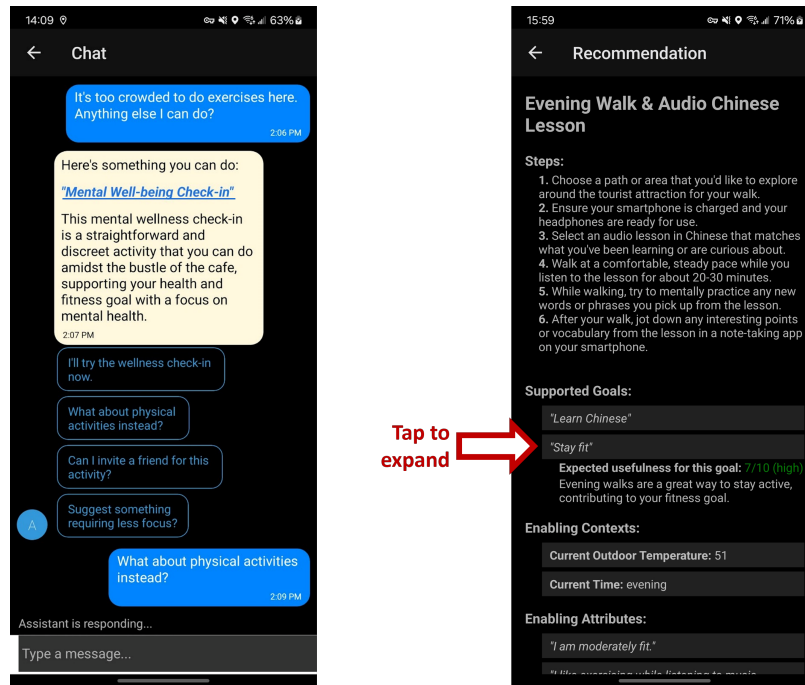 14:09
63%
Chat
It's too crowded to do exercises here.
Anything else I can do?
2:06 PM
Here's something you can do:
"Mental Well-being Check-in"
This mental wellness check-in
is a straightforward and
discreet activity that you can do
amidst the bustle of the cafe,
supporting your health and
fitness goal with a focus on
mental health.
2:07 PM
I'll try the wellness check-in
now.
What about physical
activities instead?
Can I invite a friend for this
activity?
Suggest something
requiring less focus?
A
What about physical activities
instead?
2:09 PM
Assistant is responding...
Type a message...
Tap to
expand
15:59
71%
Recommendation
Evening Walk & Audio Chinese
Lesson
Steps:
1. Choose a path or area that you'd like to explore
around the tourist attraction for your walk.
2. Ensure your smartphone is charged and your
headphones are ready for use.
3. Select an audio lesson in Chinese that matches
what you've been learning or are curious about.
4. Walk at a comfortable, steady pace while you
listen to the lesson for about 20-30 minutes.
5. While walking, try to mentally practice any new
words or phrases you pick up from the lesson.
6. After your walk, jot down any interesting points
or vocabulary from the lesson in a note-taking app
on your smartphone.
Supported Goals:
"Learn Chinese"
"Stay fit"
Expected usefulness for this goal: 7/10 (high)
Evening walks are a great way to stay active,
contributing to your fitness goal.
Enabling Contexts:
Current Outdoor Temperature: 51
Current Time: evening
Enabling Attributes:
"I am moderately fit."
"I like exercising while listening to music